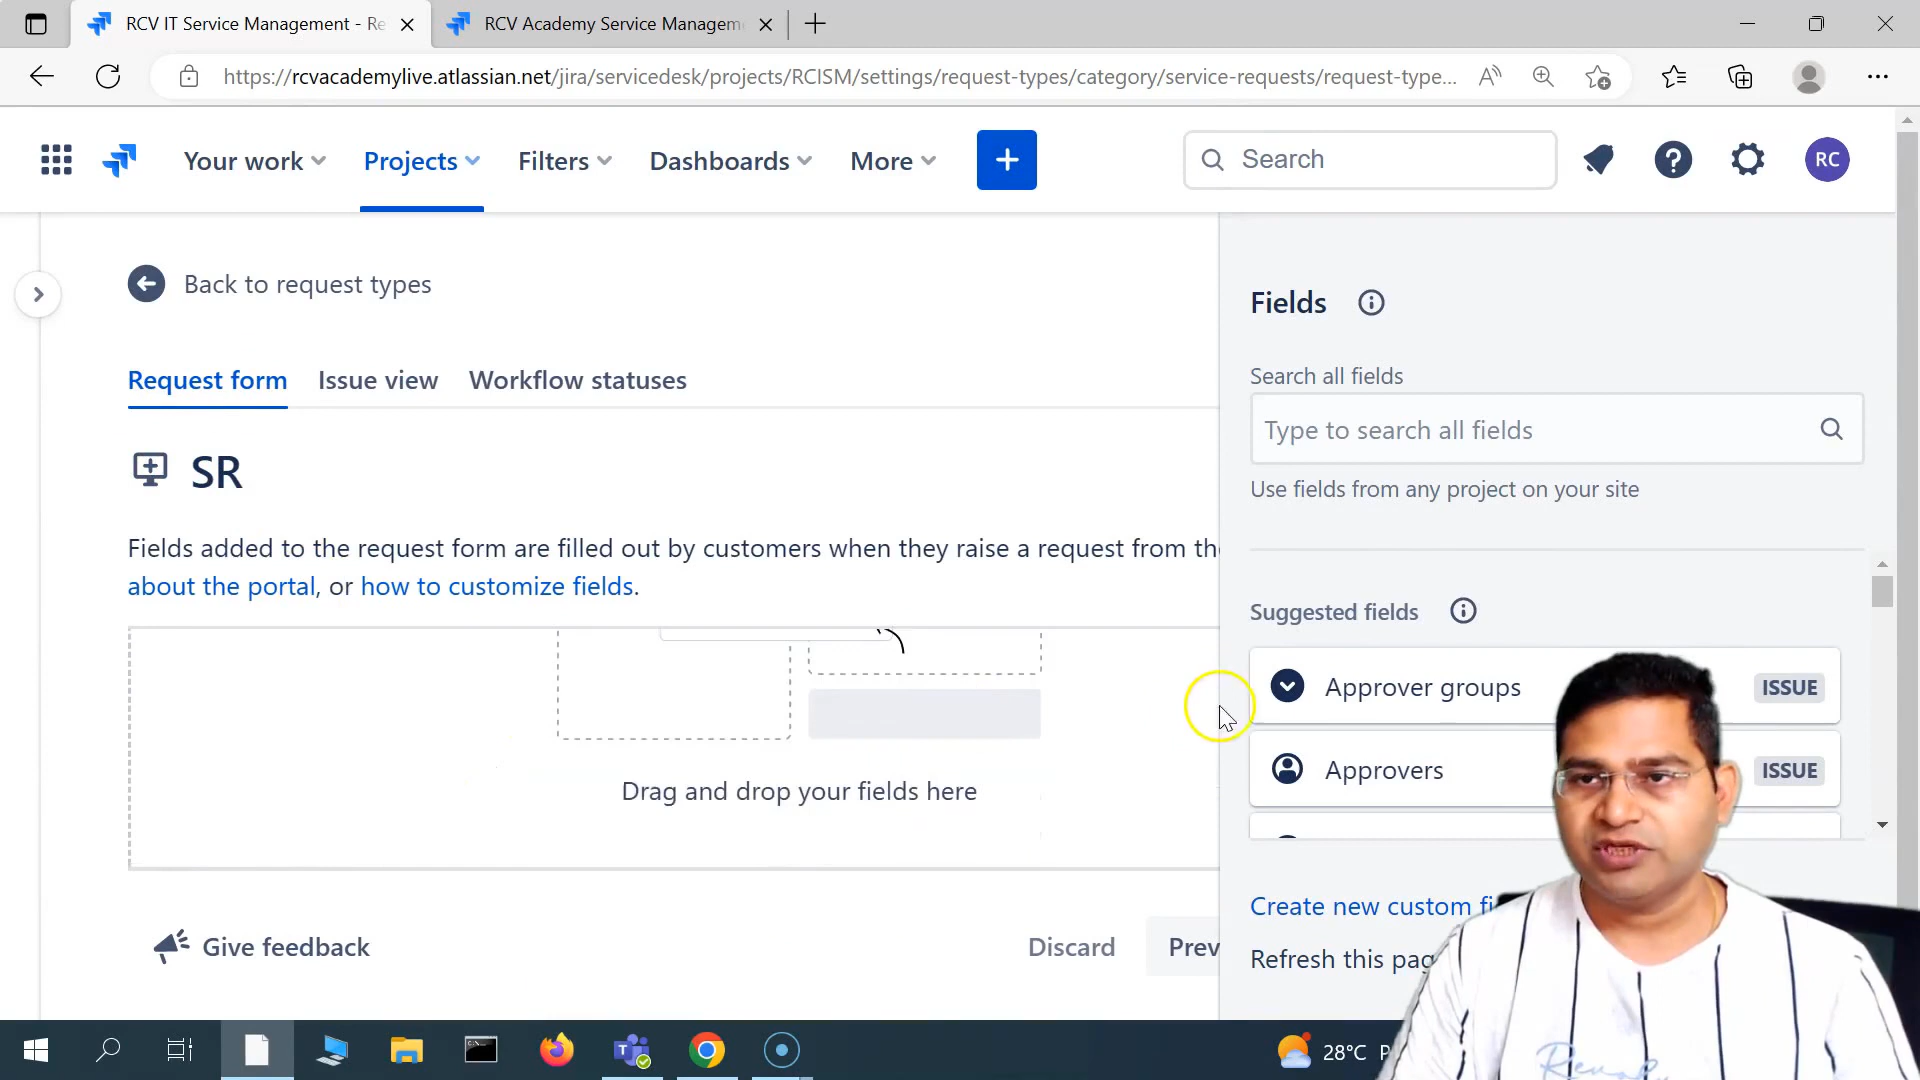 RCV IT Service Management - Re
RCV Academy Service Managem
https://rcvacademylive.atlassian.net/jira/servicedesk/projects/RCISM/settings/request-types/category/service-requests/request-type...
Your work
Projects
Filters
Dashboards
More
Search
RC
Back to request types
Fields
Request form
Issue view
Workflow statuses
Search all fields
Type to search all fields
SR
Use fields from any project on your site
Fields added to the request form are filled out by customers when they raise a request from the
about the portal, or how to customize fields.
Suggested fields
Approver groups ISSUE
Approvers ISSUE
Drag and drop your fields here
Create new custom fi
Give feedback
Discard
Prev
Refresh this pag
28°C